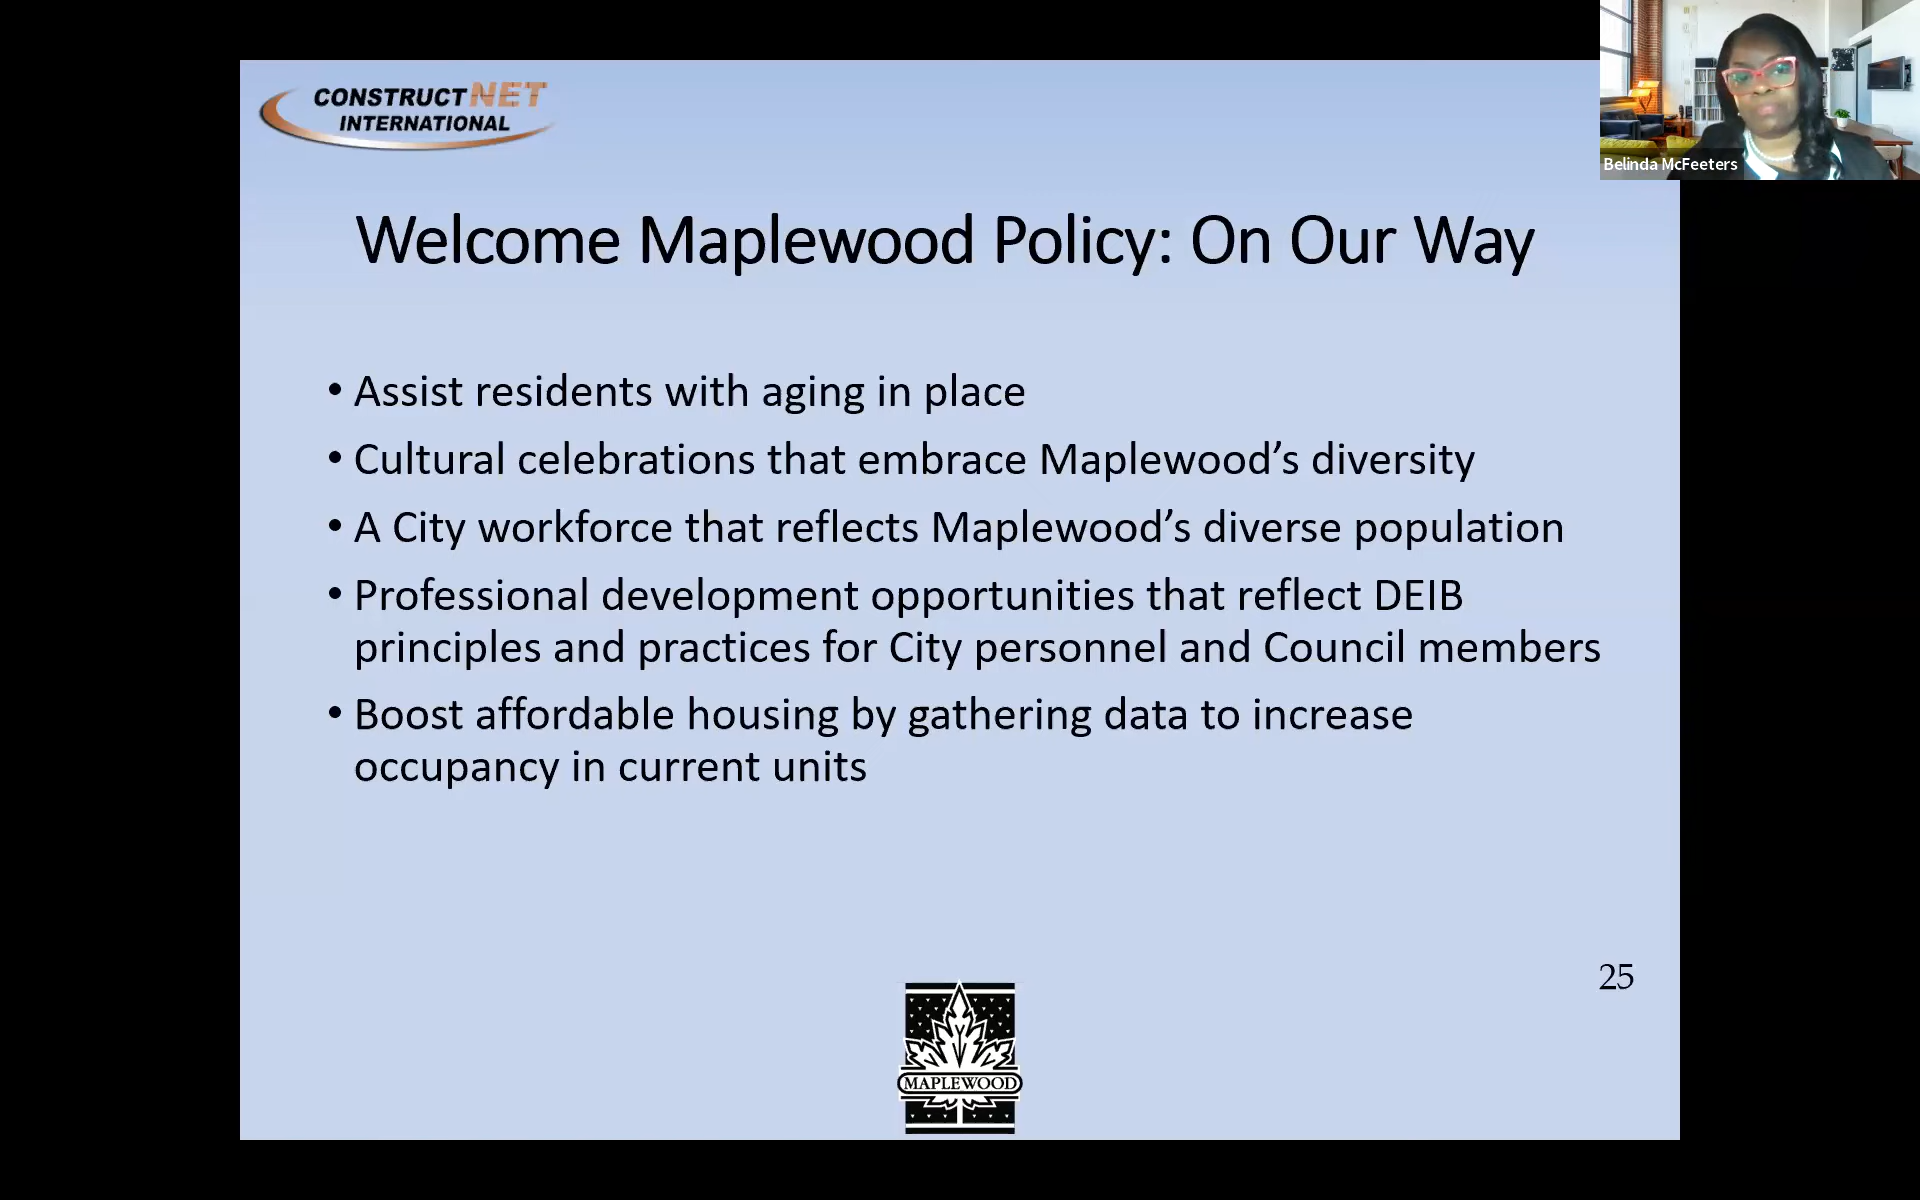 CONSTRUCTNET
INTERNATIONAL
Belinda McFeeters
Welcome Maplewood Policy: On Our Way
• Assist residents with aging in place
• Cultural celebrations that embrace Maplewood’s diversity
• A City workforce that reflects Maplewood’s diverse population
• Professional development opportunities that reflect DEIB
principles and practices for City personnel and Council members
• Boost affordable housing by gathering data to increase
occupancy in current units
25
MAPLEWOOD